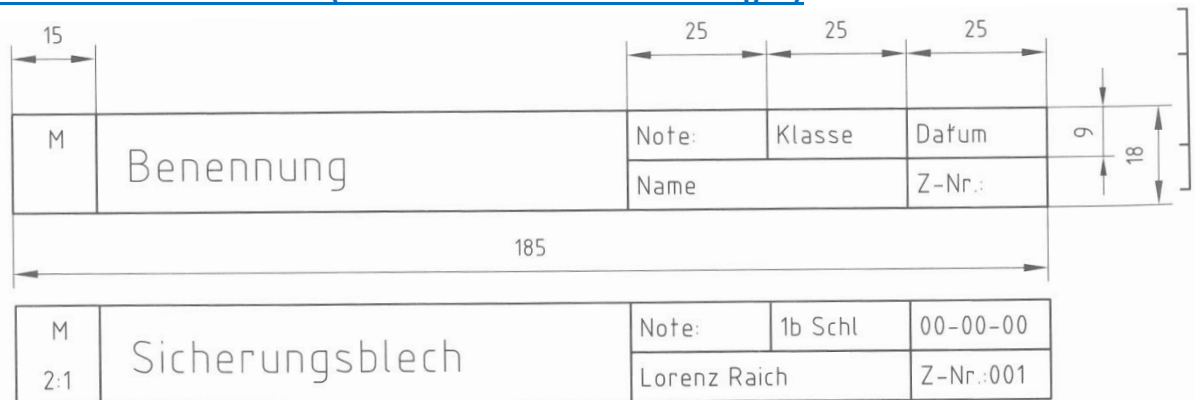 15 25 25 25
M Benennung Note: Klasse Datum 9 18
Name Z-Nr.:
185
M Sicherungsblech Note: 1b Schl 00-00-00
2:1 Lorenz Raich Z-Nr.:001